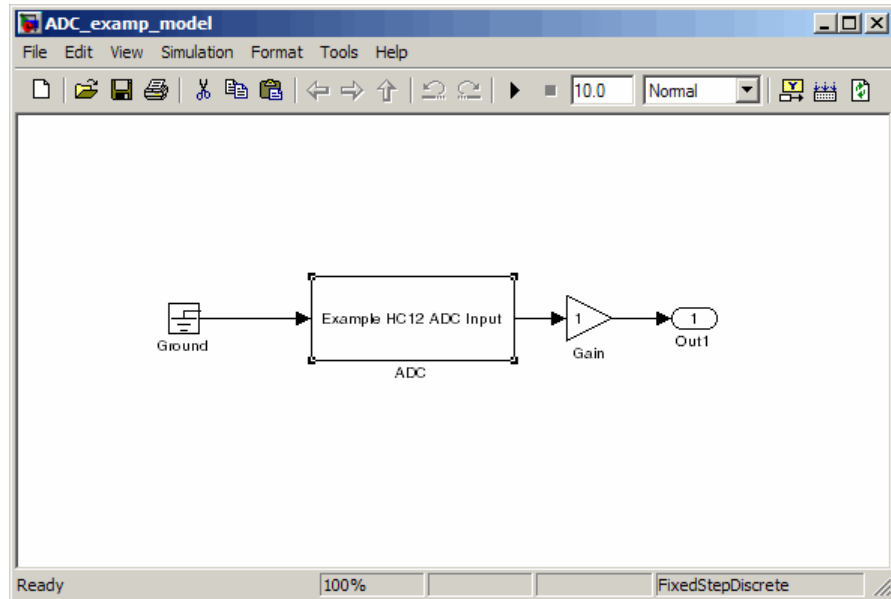 ADC_examp_model
File Edit View Simulation Format Tools Help
10.0 Normal
Example HC12 ADC Input
1
1
Ground
Gain
Out1
ADC
Ready 100% FixedStepDiscrete